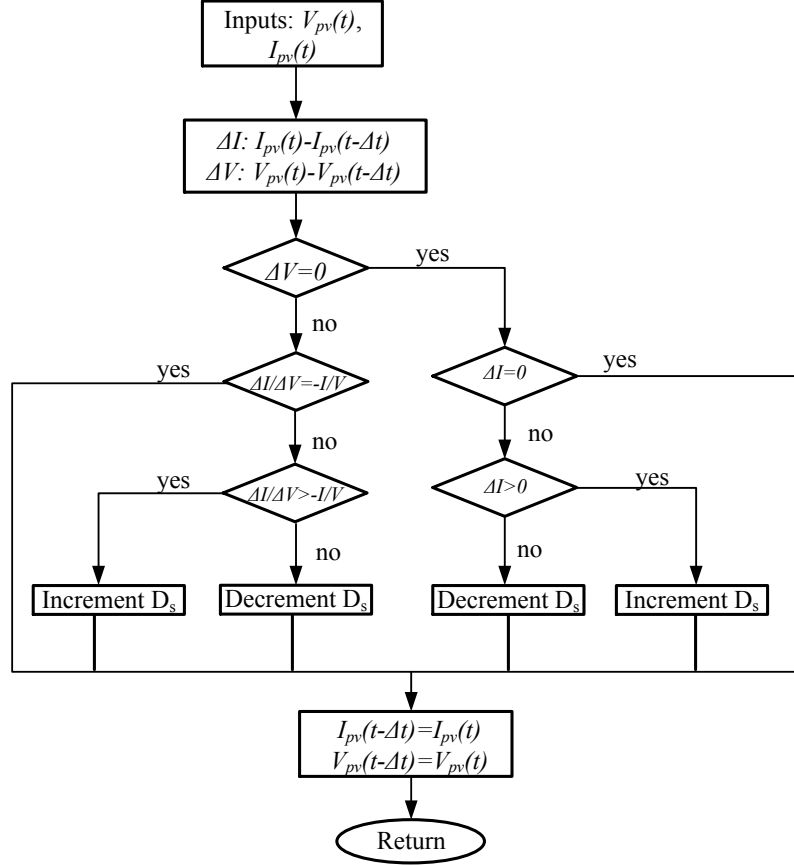 Inputs: Vpv(t),
Ipv(t)
ΔI: Ipv(t)-Ipv(t-Δt)
ΔV: Vpv(t)-Vpv(t-Δt)
ΔV=0
yes
no
yes
ΔI/ΔV=-I/V
ΔI=0
yes
no
no
yes
ΔI/ΔV>-I/V
ΔI>0
yes
no
no
Increment Ds
Decrement Ds
Decrement Ds
Increment Ds
Ipv(t-Δt)=Ipv(t)
Vpv(t-Δt)=Vpv(t)
Return